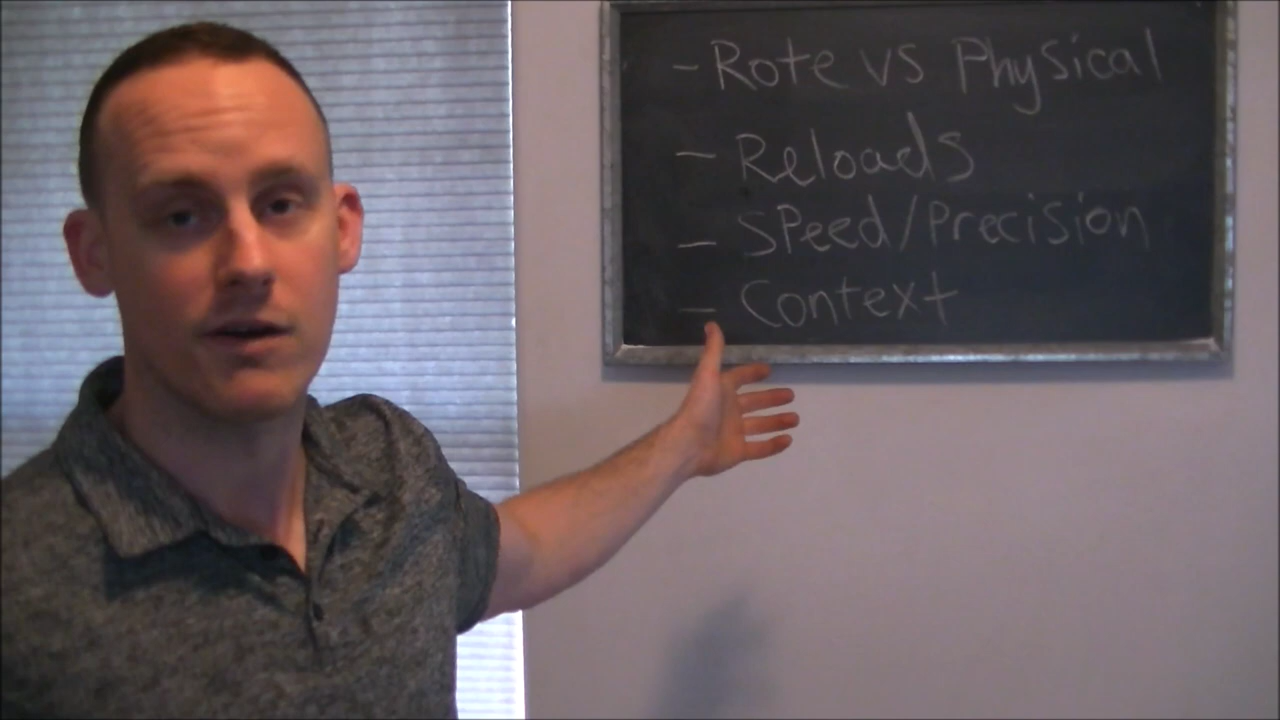 - Rote vs Physical
- Reloads
- Speed/Precision
- Context